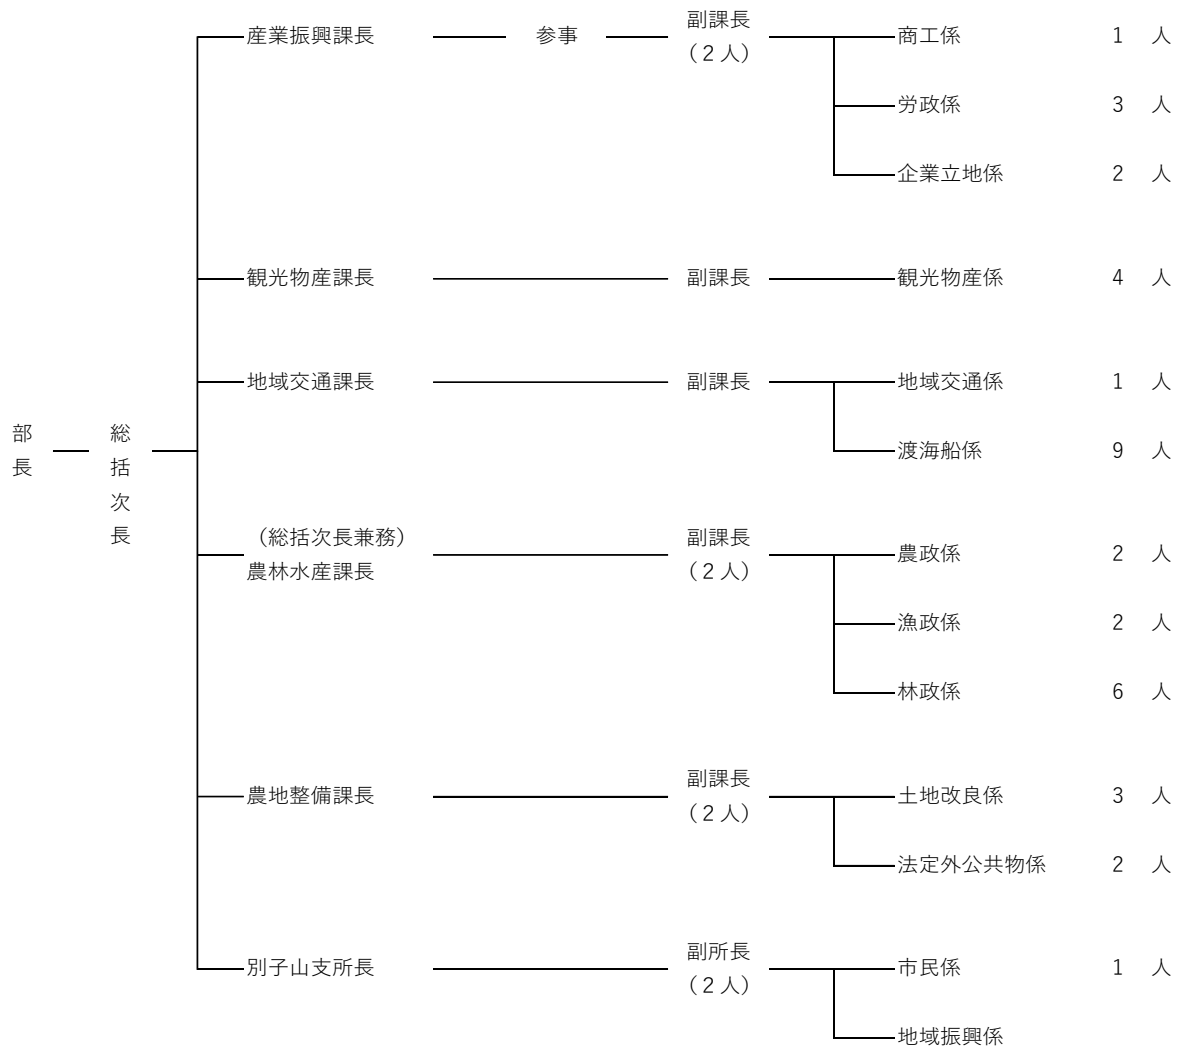 部長
総括次長
産業振興課長 参事 副課長 商工係 1 人
（２人）
労政係 3 人
企業立地係 2 人
観光物産課長 副課長 観光物産係 4 人
地域交通課長 副課長 地域交通係 1 人
渡海船係 9 人
（総括次長兼務） 副課長
農林水産課長 （２人） 農政係 2 人
漁政係 2 人
林政係 6 人
農地整備課長 副課長 土地改良係 3 人
（２人）
法定外公共物係 2 人
別子山支所長 副所長 市民係 1 人
（２人）
地域振興係